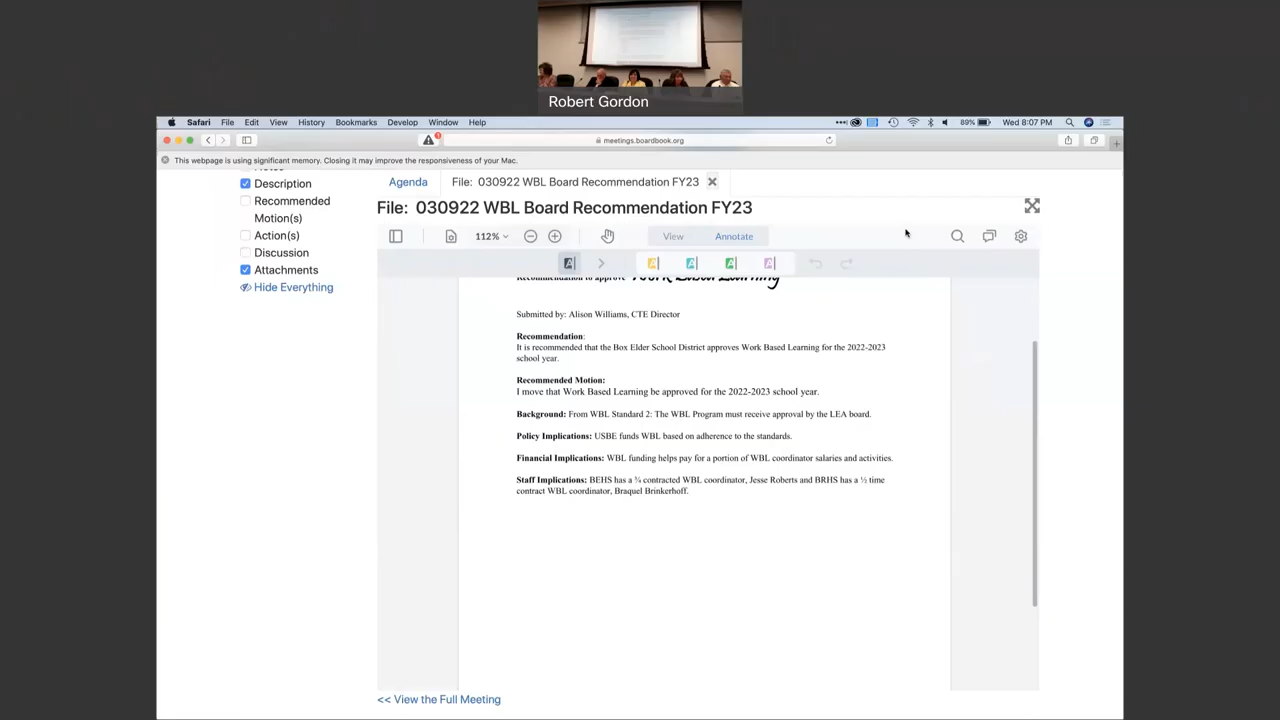 Robert Gordon
Safari File Edit View History Bookmarks Develop Window Help 89% Wed 8:07 PM
meetings.boardbook.org
This webpage is using significant memory. Closing it may improve the responsiveness of your Mac.
Description
Recommended
Motion(s)
Action(s)
Discussion
Attachments
Hide Everything
Agenda File: 030922 WBL Board Recommendation FY23
File: 030922 WBL Board Recommendation FY23
112% View Annotate
Recommendation to approve Work Based Learning
Submitted by: Alison Williams, CTE Director
Recommendation:
It is recommended that the Box Elder School District approves Work Based Learning for the 2022-2023
school year.
Recommended Motion:
I move that Work Based Learning be approved for the 2022-2023 school year.
Background: From WBL Standard 2: The WBL Program must receive approval by the LEA board.
Policy Implications: USBE funds WBL based on adherence to the standards.
Financial Implications: WBL funding helps pay for a portion of WBL coordinator salaries and activities.
Staff Implications: BEHS has a ¾ contracted WBL coordinator, Jesse Roberts and BRHS has a ½ time
contract WBL coordinator, Braquel Brinkerhoff.
<< View the Full Meeting